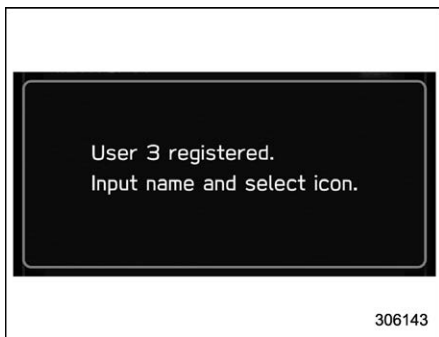 User 3 registered.
Input name and select icon.
306143